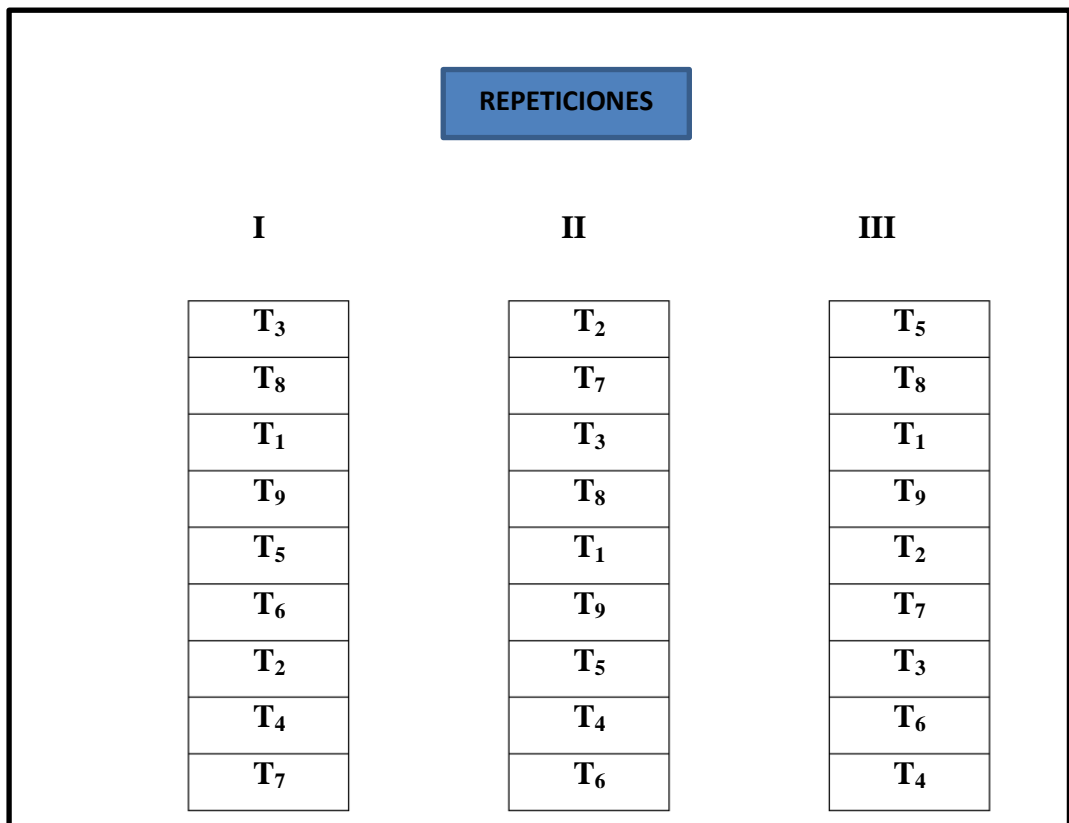 REPETICIONES
I II III
T₃ T₂ T₅
T₈ T₇ T₈
T₁ T₃ T₁
T₉ T₈ T₉
T₅ T₁ T₂
T₆ T₉ T₇
T₂ T₅ T₃
T₄ T₄ T₆
T₇ T₆ T₄